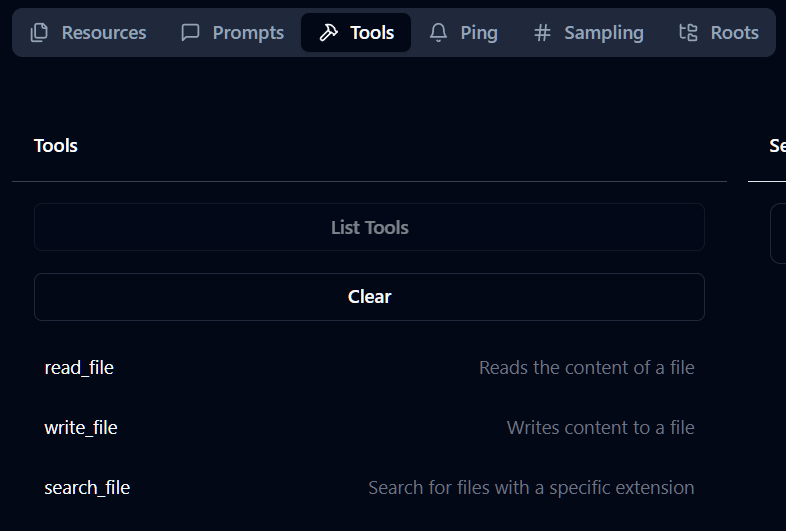 Resources Prompts Tools Ping Sampling Roots
Tools
List Tools
Clear
read_file Reads the content of a file
write_file Writes content to a file
search_file Search for files with a specific extension